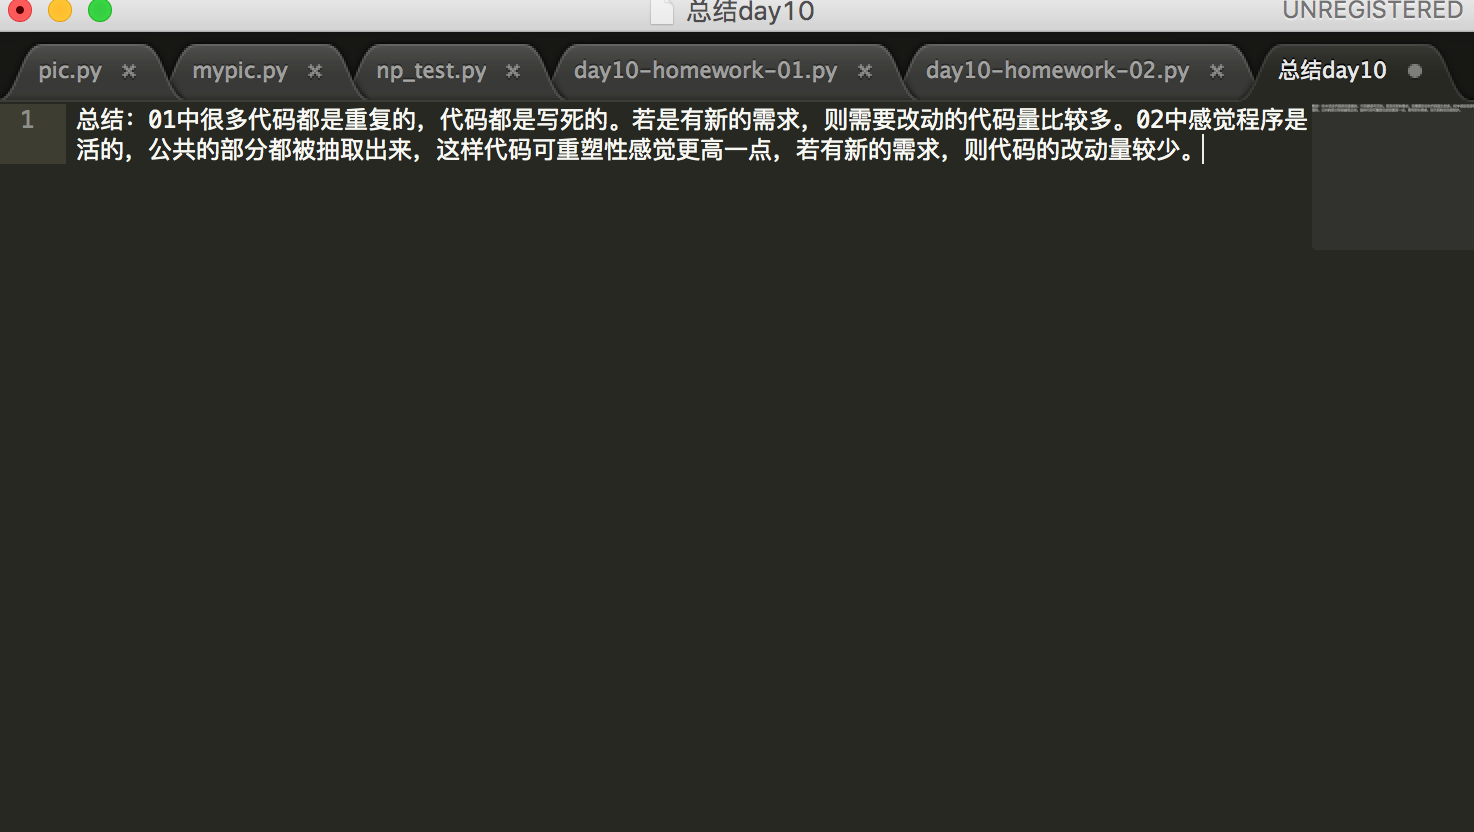 总结day10
UNREGISTERED
pic.py
mypic.py
np_test.py
day10-homework-01.py
day10-homework-02.py
总结day10
1
总结：01中很多代码都是重复的，代码都是写死的。若是有新的需求，则需要改动的代码量比较多。02中感觉程序是
活的，公共的部分都被抽取出来，这样代码可重塑性感觉更高一点，若有新的需求，则代码的改动量较少。